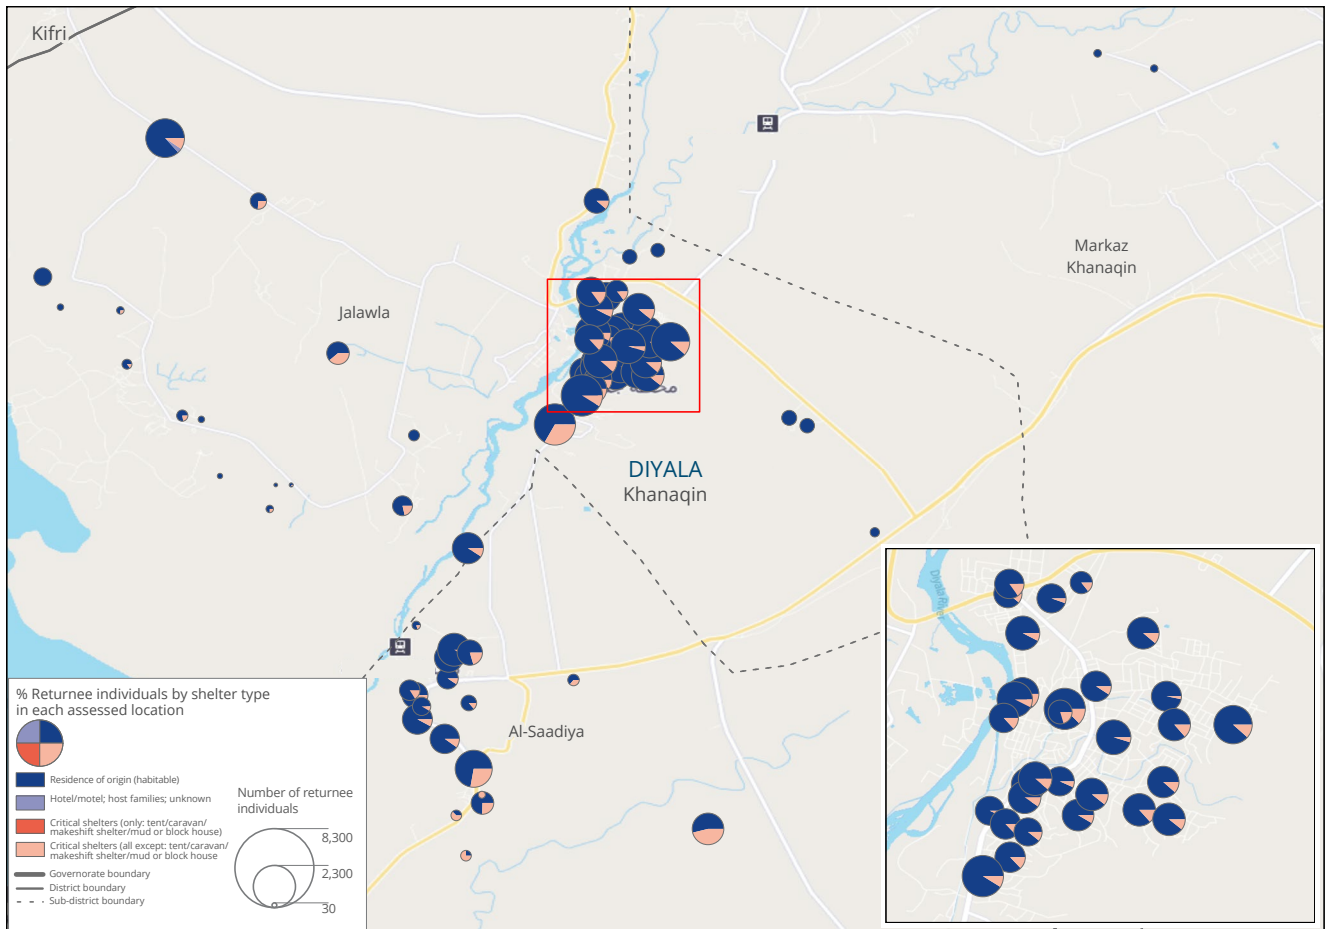 Kifri
Markaz
Khanaqin
Jalawla
DIYALA
Khanaqin
Diyala River
Al-Saadiya
% Returnee individuals by shelter type
in each assessed location
Residence of origin (habitable)
Hotel/motel; host families; unknown
Critical shelters (only: tent/caravan/
makeshift shelter/mud or block house)
Critical shelters (all except: tent/caravan/
makeshift shelter/mud or block house
Governorate boundary
District boundary
Sub-district boundary
Number of returnee
individuals
8,300
2,300
30